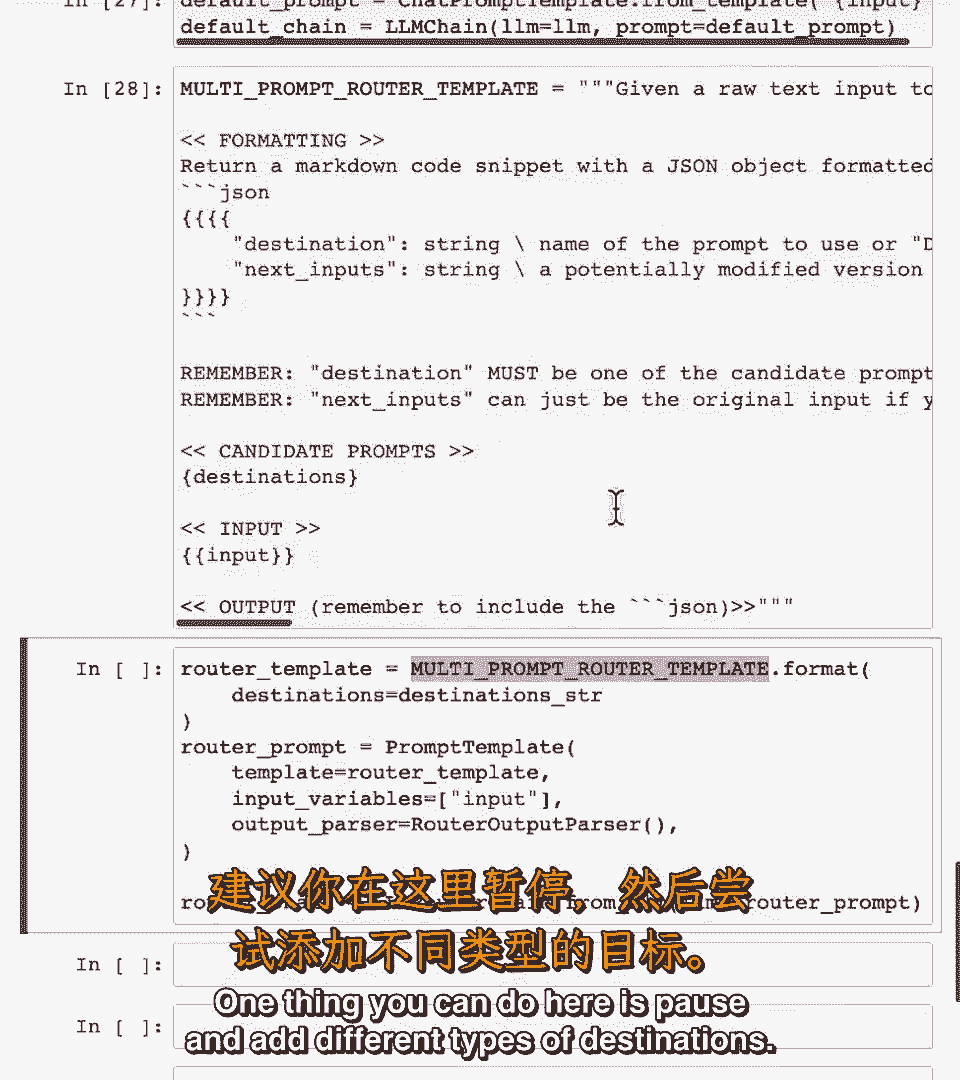 In [27]: default_prompt = ChatPromptTemplate.from_template("{input}
default_chain = LLMChain(llm=llm, prompt=default_prompt)
In [28]: MULTI_PROMPT_ROUTER_TEMPLATE = """Given a raw text input to
<< FORMATTING >>
Return a markdown code snippet with a JSON object formatted
```json
{{{{
    "destination": string \ name of the prompt to use or "D
    "next_inputs": string \ a potentially modified version
}}}}
```
REMEMBER: "destination" MUST be one of the candidate prompt
REMEMBER: "next_inputs" can just be the original input if y
<< CANDIDATE PROMPTS >>
{destinations}
<< INPUT >>
{{input}}
<< OUTPUT (remember to include the ```json)>>"""
In [ ]: router_template = MULTI_PROMPT_ROUTER_TEMPLATE.format(
    destinations=destinations_str
)
router_prompt = PromptTemplate(
    template=router_template,
    input_variables=["input"],
    output_parser=RouterOutputParser(),
)
router_prompt)
建议你在这里暂停，然后尝
试添加不同类型的目标。
In [ ]:
One thing you can do here is pause
In [ ]:
and add different types of destinations.